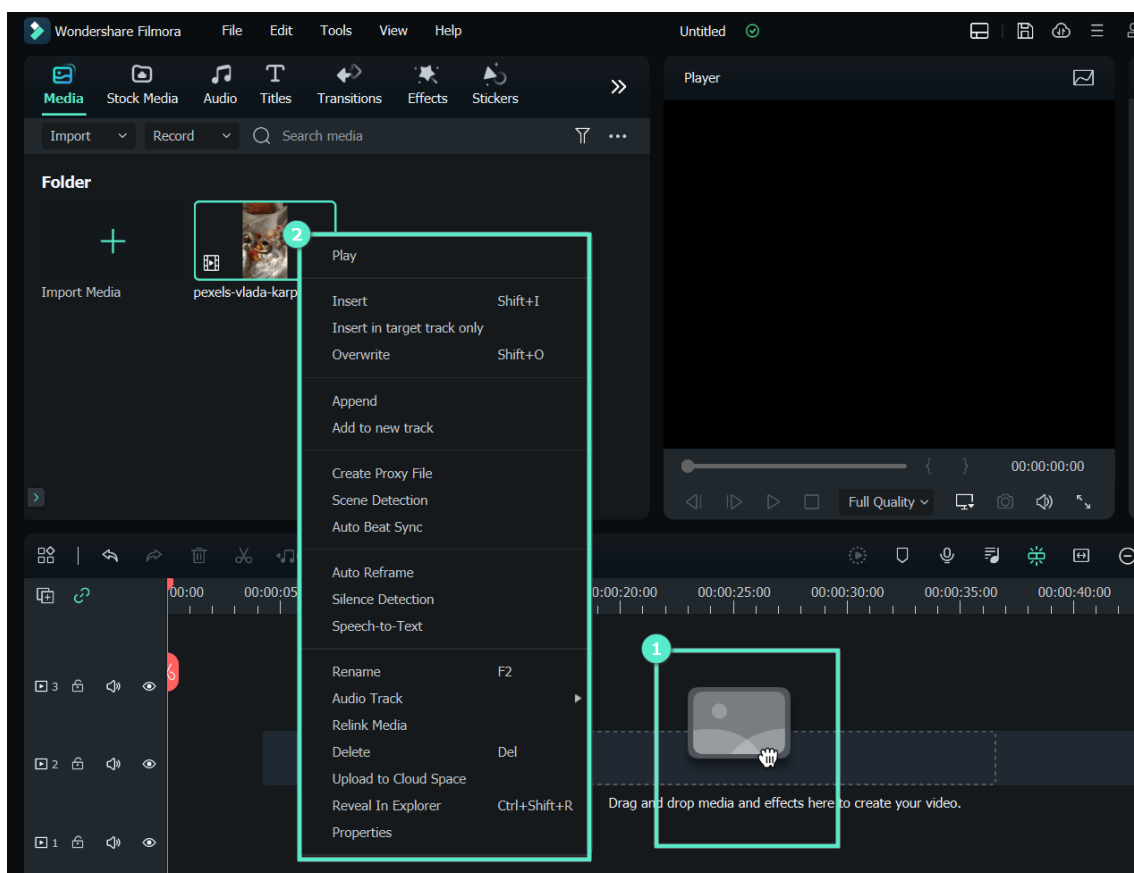 Wondershare Filmora File Edit Tools View Help Untitled
Media Stock Media Audio Titles Transitions Effects Stickers
Player
Import Record Search media
Folder
2
Import Media
pexels-vlada-karp
Play
Insert Shift+I
Insert in target track only
Overwrite Shift+O
Append
Add to new track
Create Proxy File
Scene Detection
Auto Beat Sync
Auto Reframe
Silence Detection
Speech-to-Text
Rename F2
Audio Track
Relink Media
Delete Del
Upload to Cloud Space
Reveal In Explorer Ctrl+Shift+R
Properties
{ } 00:00:00:00
Full Quality
00:00 00:00:05 0:00:20:00 00:00:25:00 00:00:30:00 00:00:35:00 00:00:40:00
1
3
2
Drag and drop media and effects here to create your video.
1